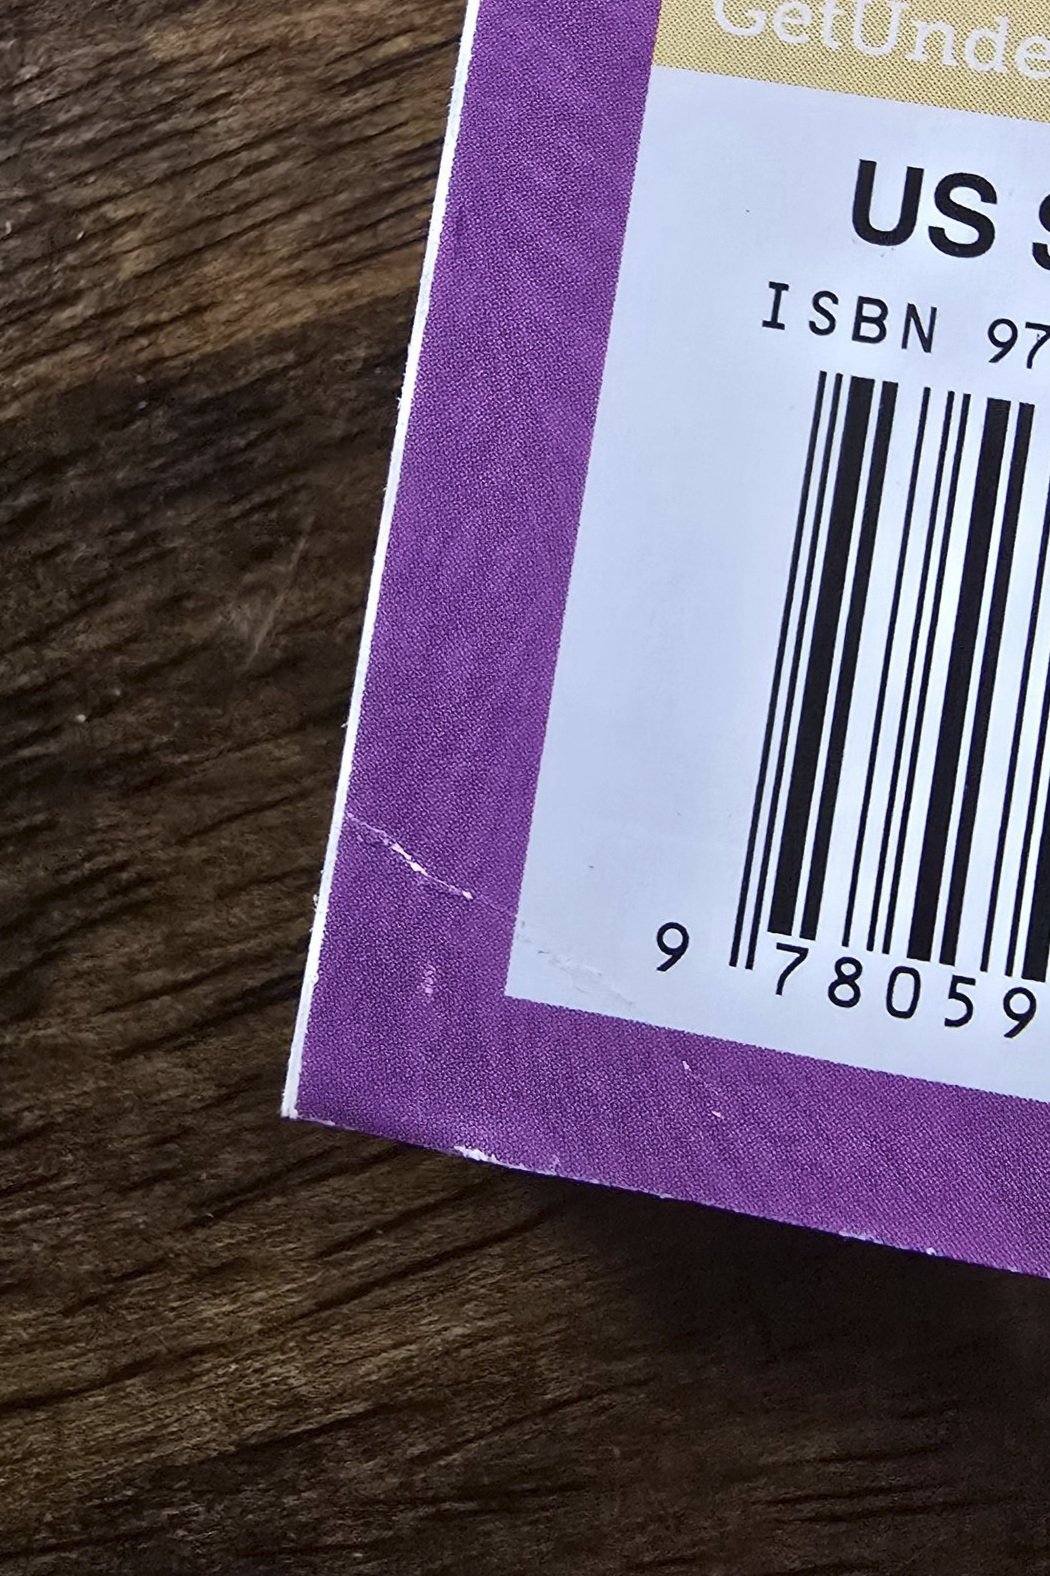 GetUnde
US
ISBN 97
9 78059